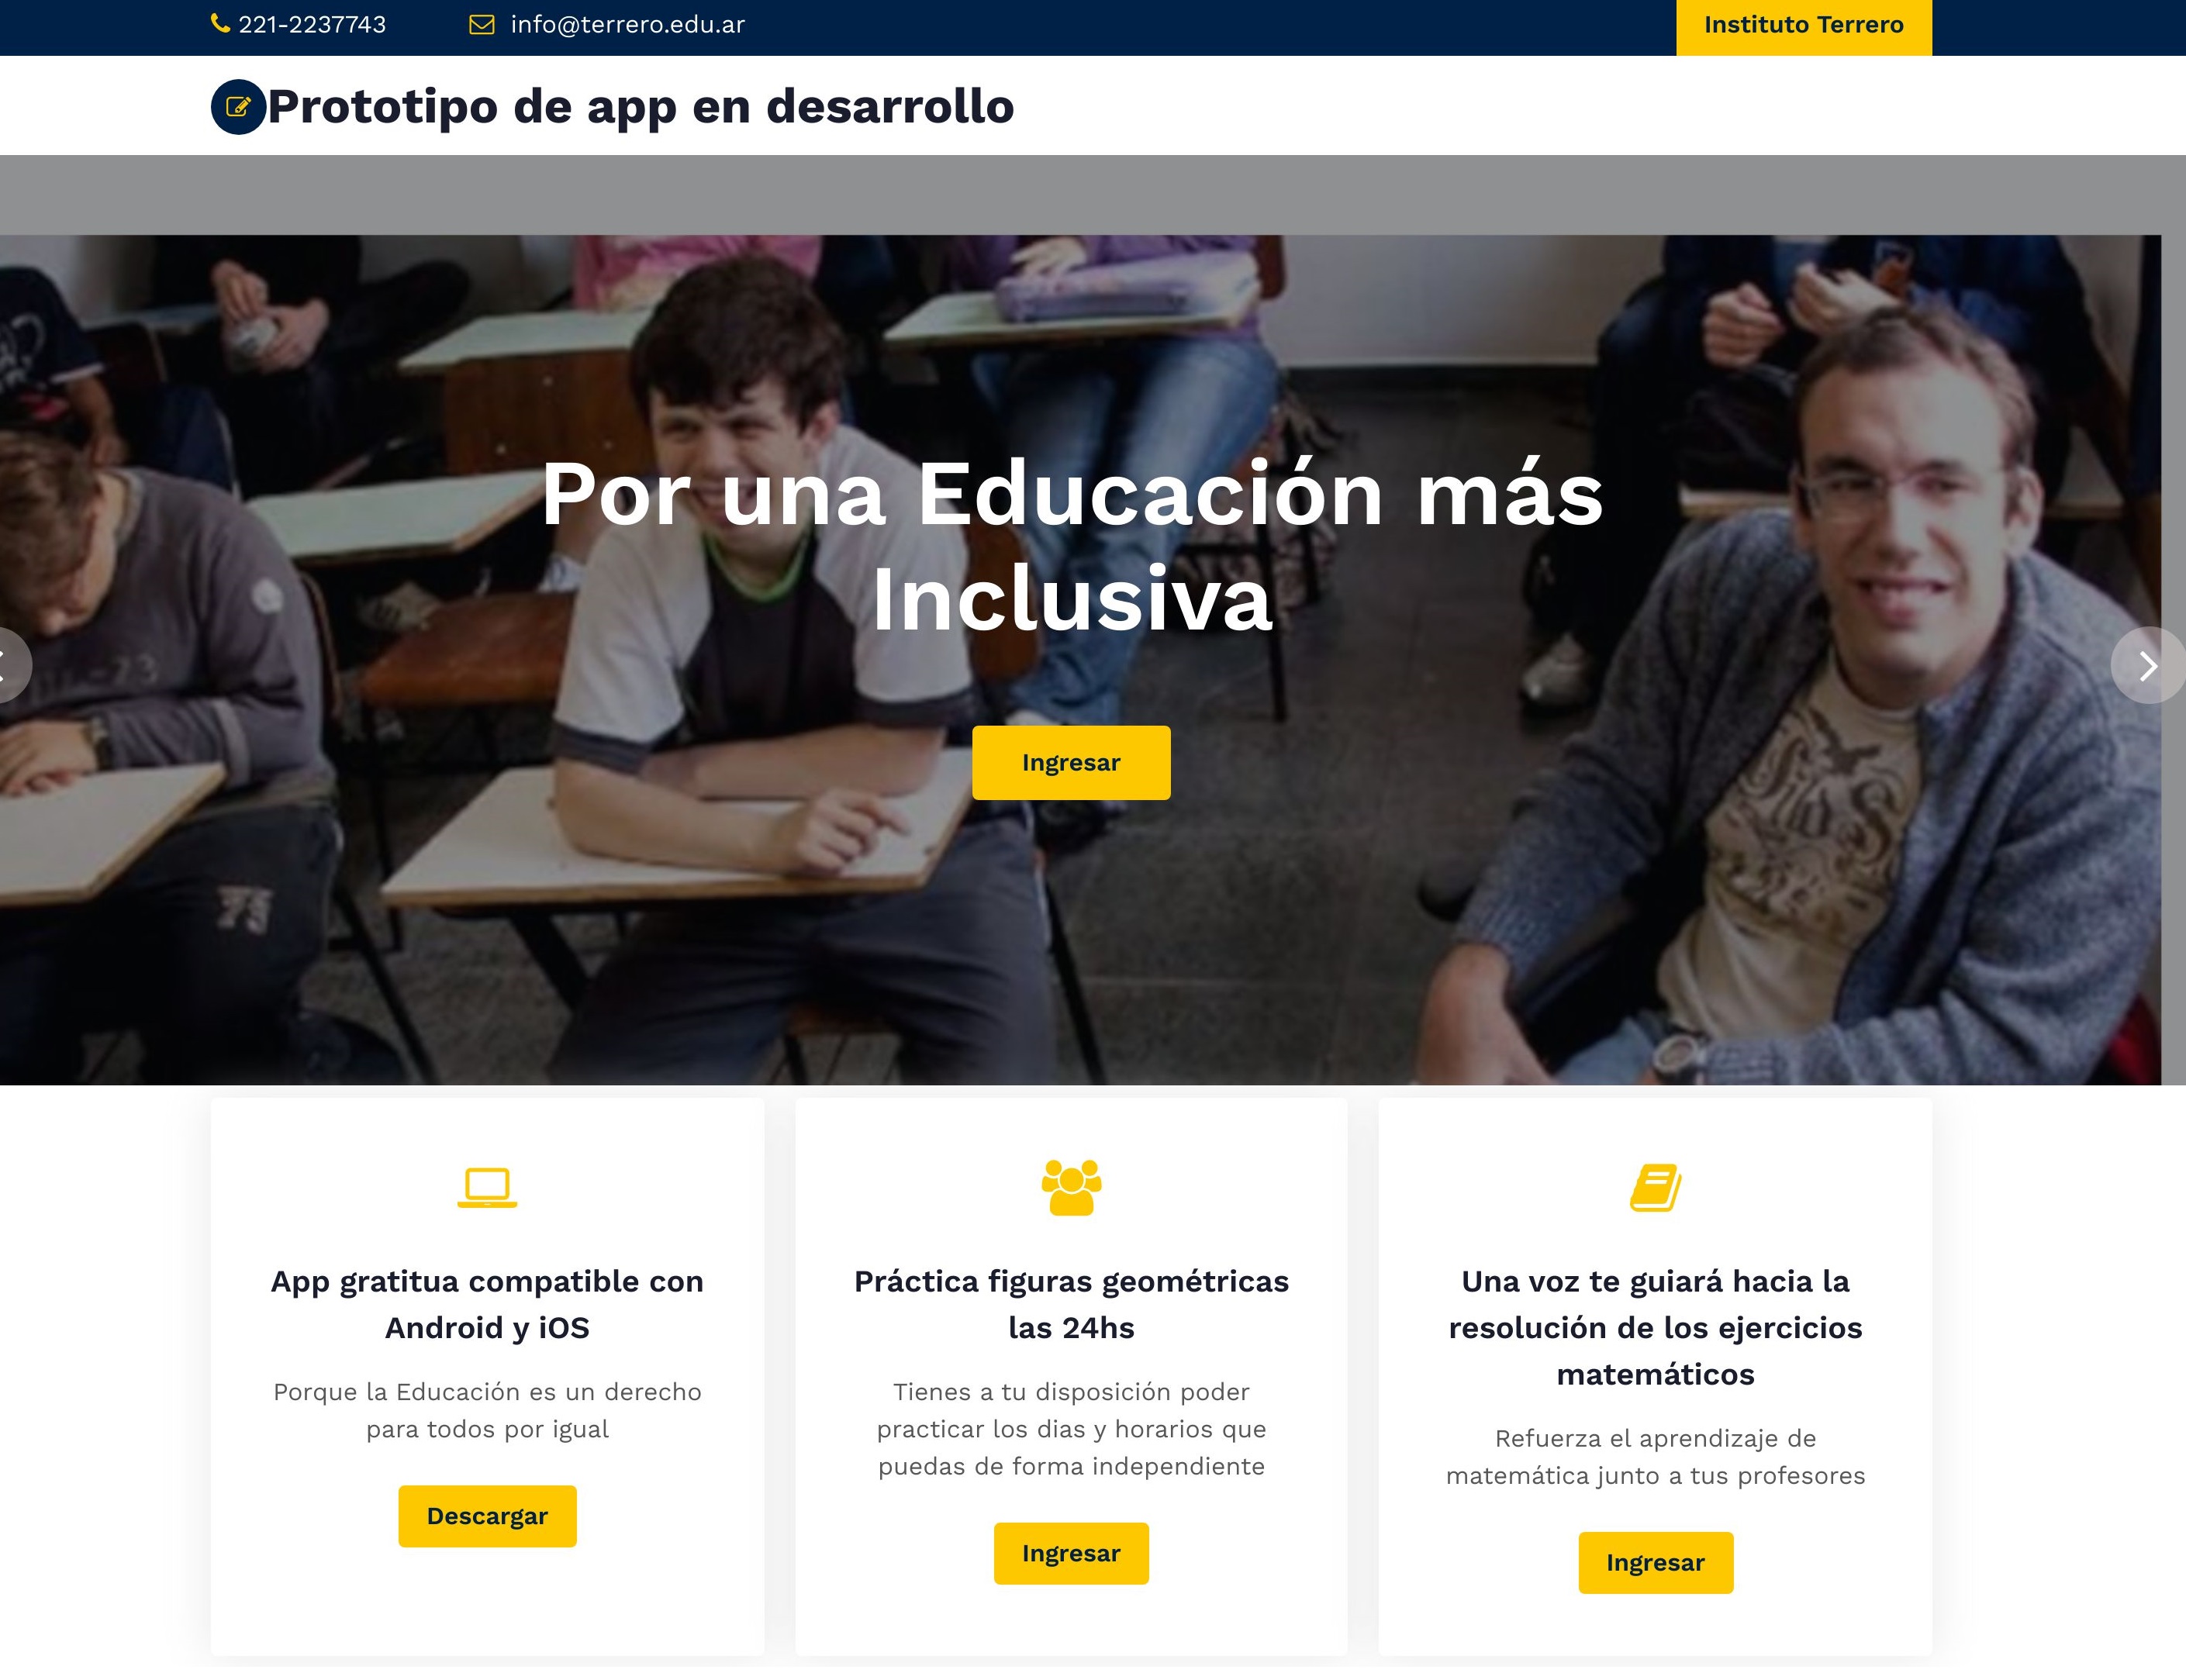 221-2237743
info@terrero.edu.ar
Instituto Terrero
Prototipo de app en desarrollo
Por una Educación más
Inclusiva
Ingresar
App gratitua compatible con
Android y iOS
Porque la Educación es un derecho
para todos por igual
Descargar
Práctica figuras geométricas
las 24hs
Tienes a tu disposición poder
practicar los dias y horarios que
puedas de forma independiente
Ingresar
Una voz te guiará hacia la
resolución de los ejercicios
matemáticos
Refuerza el aprendizaje de
matemática junto a tus profesores
Ingresar